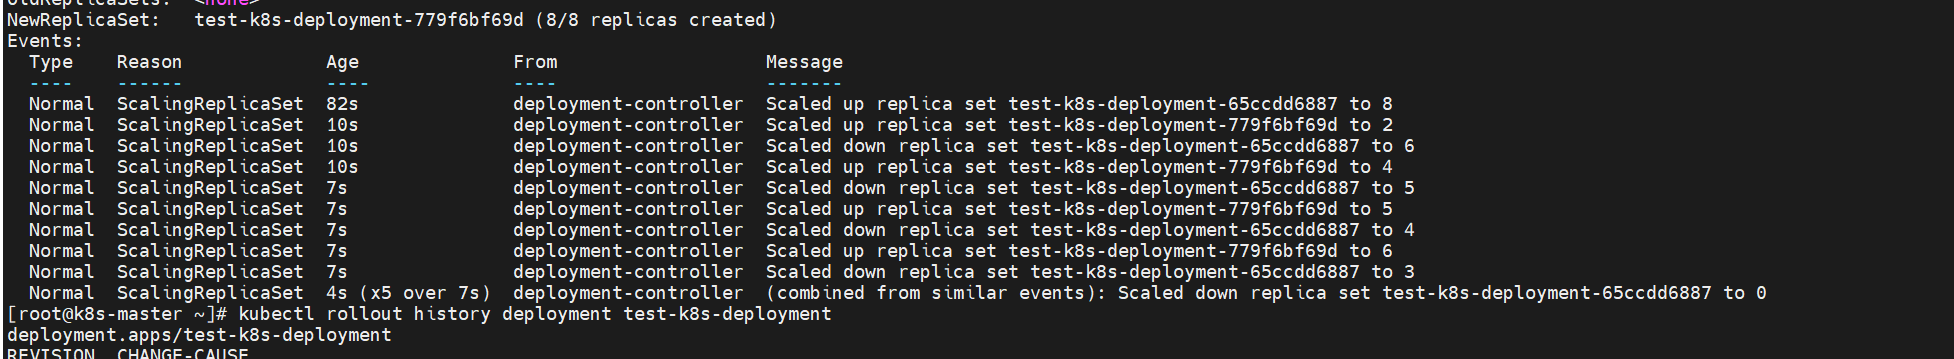 OldReplicaSets:  <none>
NewReplicaSet:   test-k8s-deployment-779f6bf69d (8/8 replicas created)
Events:
  Type    Reason             Age              From                   Message
  ----    ------             ----             ----                   -------
  Normal  ScalingReplicaSet  82s              deployment-controller  Scaled up replica set test-k8s-deployment-65ccdd6887 to 8
  Normal  ScalingReplicaSet  10s              deployment-controller  Scaled up replica set test-k8s-deployment-779f6bf69d to 2
  Normal  ScalingReplicaSet  10s              deployment-controller  Scaled down replica set test-k8s-deployment-65ccdd6887 to 6
  Normal  ScalingReplicaSet  10s              deployment-controller  Scaled up replica set test-k8s-deployment-779f6bf69d to 4
  Normal  ScalingReplicaSet  7s               deployment-controller  Scaled down replica set test-k8s-deployment-65ccdd6887 to 5
  Normal  ScalingReplicaSet  7s               deployment-controller  Scaled up replica set test-k8s-deployment-779f6bf69d to 5
  Normal  ScalingReplicaSet  7s               deployment-controller  Scaled down replica set test-k8s-deployment-65ccdd6887 to 4
  Normal  ScalingReplicaSet  7s               deployment-controller  Scaled up replica set test-k8s-deployment-779f6bf69d to 6
  Normal  ScalingReplicaSet  7s               deployment-controller  Scaled down replica set test-k8s-deployment-65ccdd6887 to 3
  Normal  ScalingReplicaSet  4s (x5 over 7s)  deployment-controller  (combined from similar events): Scaled down replica set test-k8s-deployment-65ccdd6887 to 0
[root@k8s-master ~]# kubectl rollout history deployment test-k8s-deployment
deployment.apps/test-k8s-deployment
REVISION  CHANGE-CAUSE